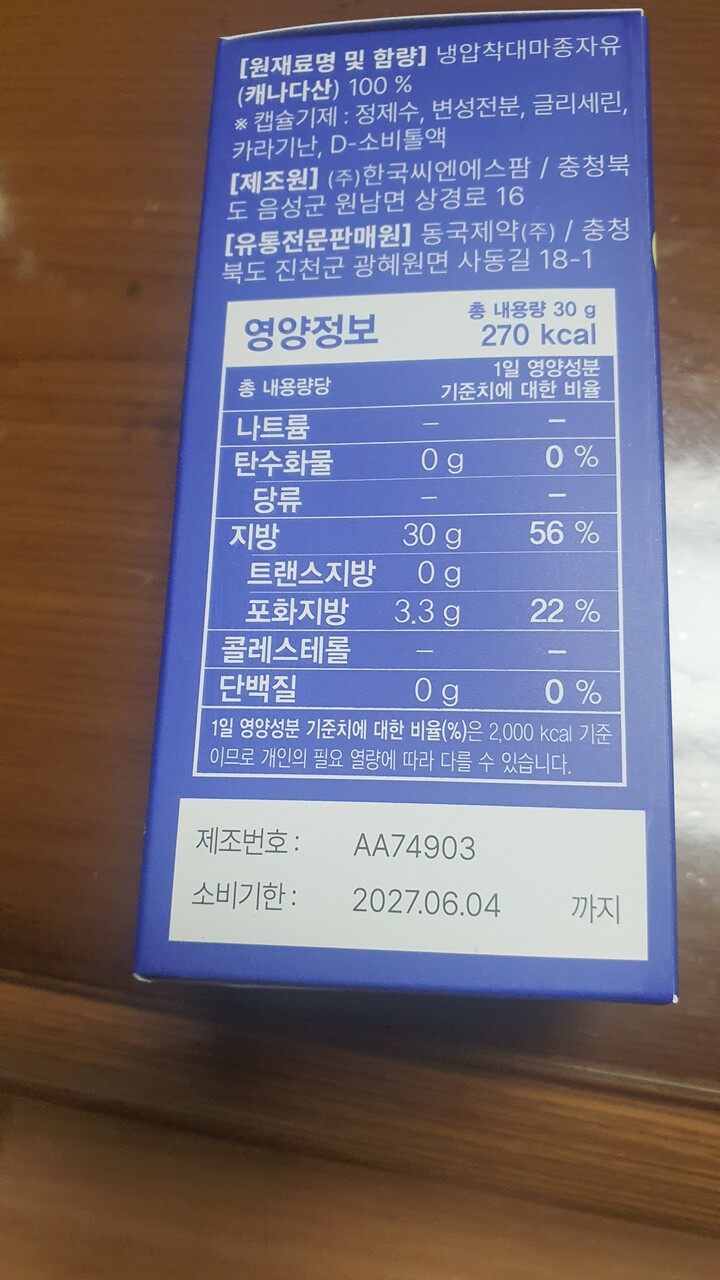 [원재료명 및 함량] 냉압착대마종자유
(캐나다산) 100 %
※ 캡슐기제 : 정제수, 변성전분, 글리세린,
카라기난, D-소비톨액
[제조원] (주)한국씨엔에스팜 / 충청북
도 음성군 원남면 상경로 16
[유통전문판매원] 동국제약(주) / 충청
북도 진천군 광혜원면 사동길 18-1
영양정보 총 내용량 30 g
270 kcal
총 내용량당 1일 영양성분
기준치에 대한 비율
나트륨 – –
탄수화물 0 g 0 %
당류 – –
지방 30 g 56 %
트랜스지방 0 g
포화지방 3.3 g 22 %
콜레스테롤 – –
단백질 0 g 0 %
1일 영양성분 기준치에 대한 비율(%)은 2,000 kcal 기준
이므로 개인의 필요 열량에 따라 다를 수 있습니다.
제조번호 : AA74903
소비기한 : 2027.06.04 까지